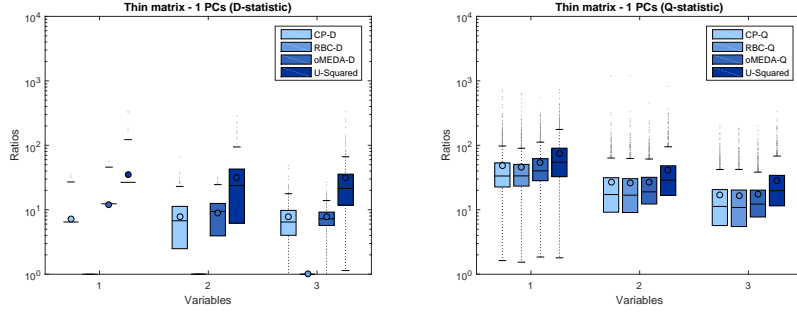 Thin matrix - 1 PCs (D-statistic)
10^4
10^3
10^2
10^1
10^0
Ratios
CP-D
RBC-D
oMEDA-D
U-Squared
1
2
3
Variables
Thin matrix - 1 PCs (Q-statistic)
10^4
10^3
10^2
10^1
10^0
Ratios
CP-Q
RBC-Q
oMEDA-Q
U-Squared
1
2
3
Variables